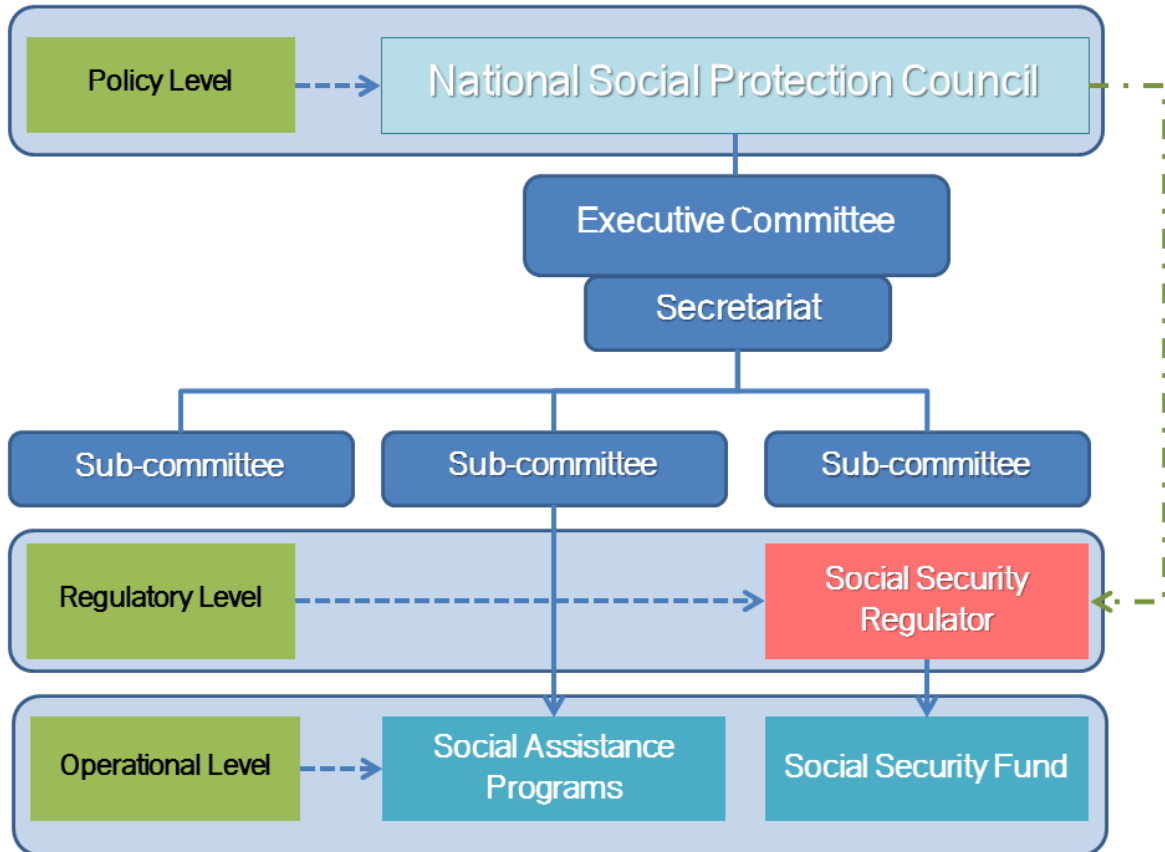 Policy Level
National Social Protection Council
Executive Committee
Secretariat
Sub-committee
Sub-committee
Sub-committee
Regulatory Level
Social Security
Regulator
Operational Level
Social Assistance
Programs
Social Security Fund